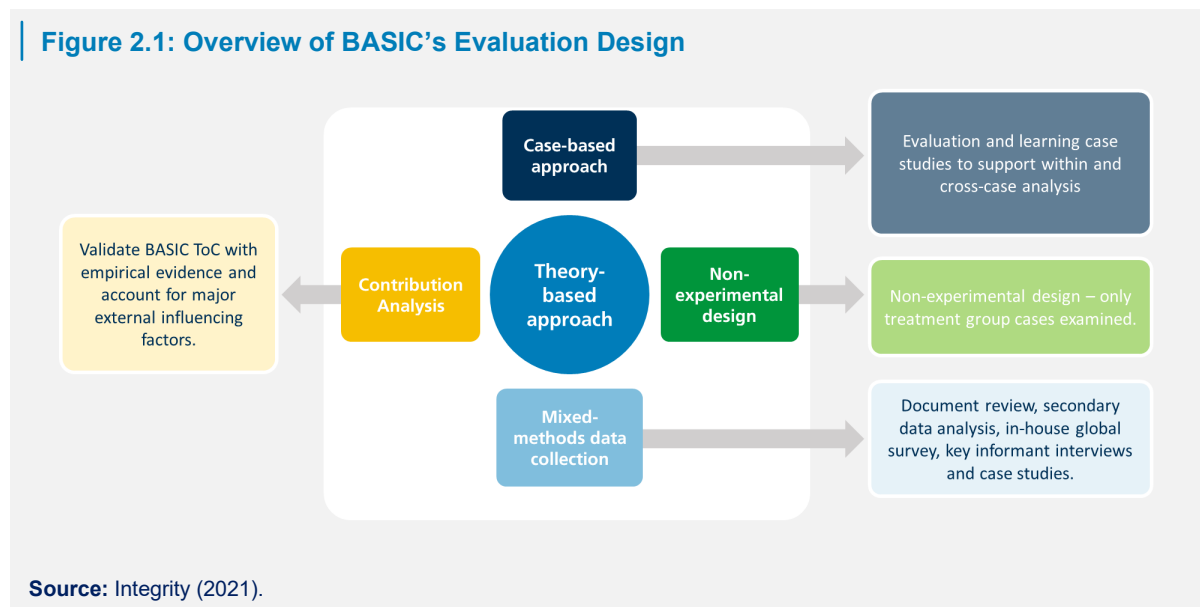 Figure 2.1: Overview of BASIC's Evaluation Design
Case-based
approach
Evaluation and learning case
studies to support within and
cross-case analysis
Validate BASIC ToC with
empirical evidence and
account for major
external influencing
factors.
Contribution
Analysis
Theory-
based
approach
Non-
experimental
design
Non-experimental design – only
treatment group cases examined.
Mixed-
methods data
collection
Document review, secondary
data analysis, in-house global
survey, key informant interviews
and case studies.
Source: Integrity (2021).